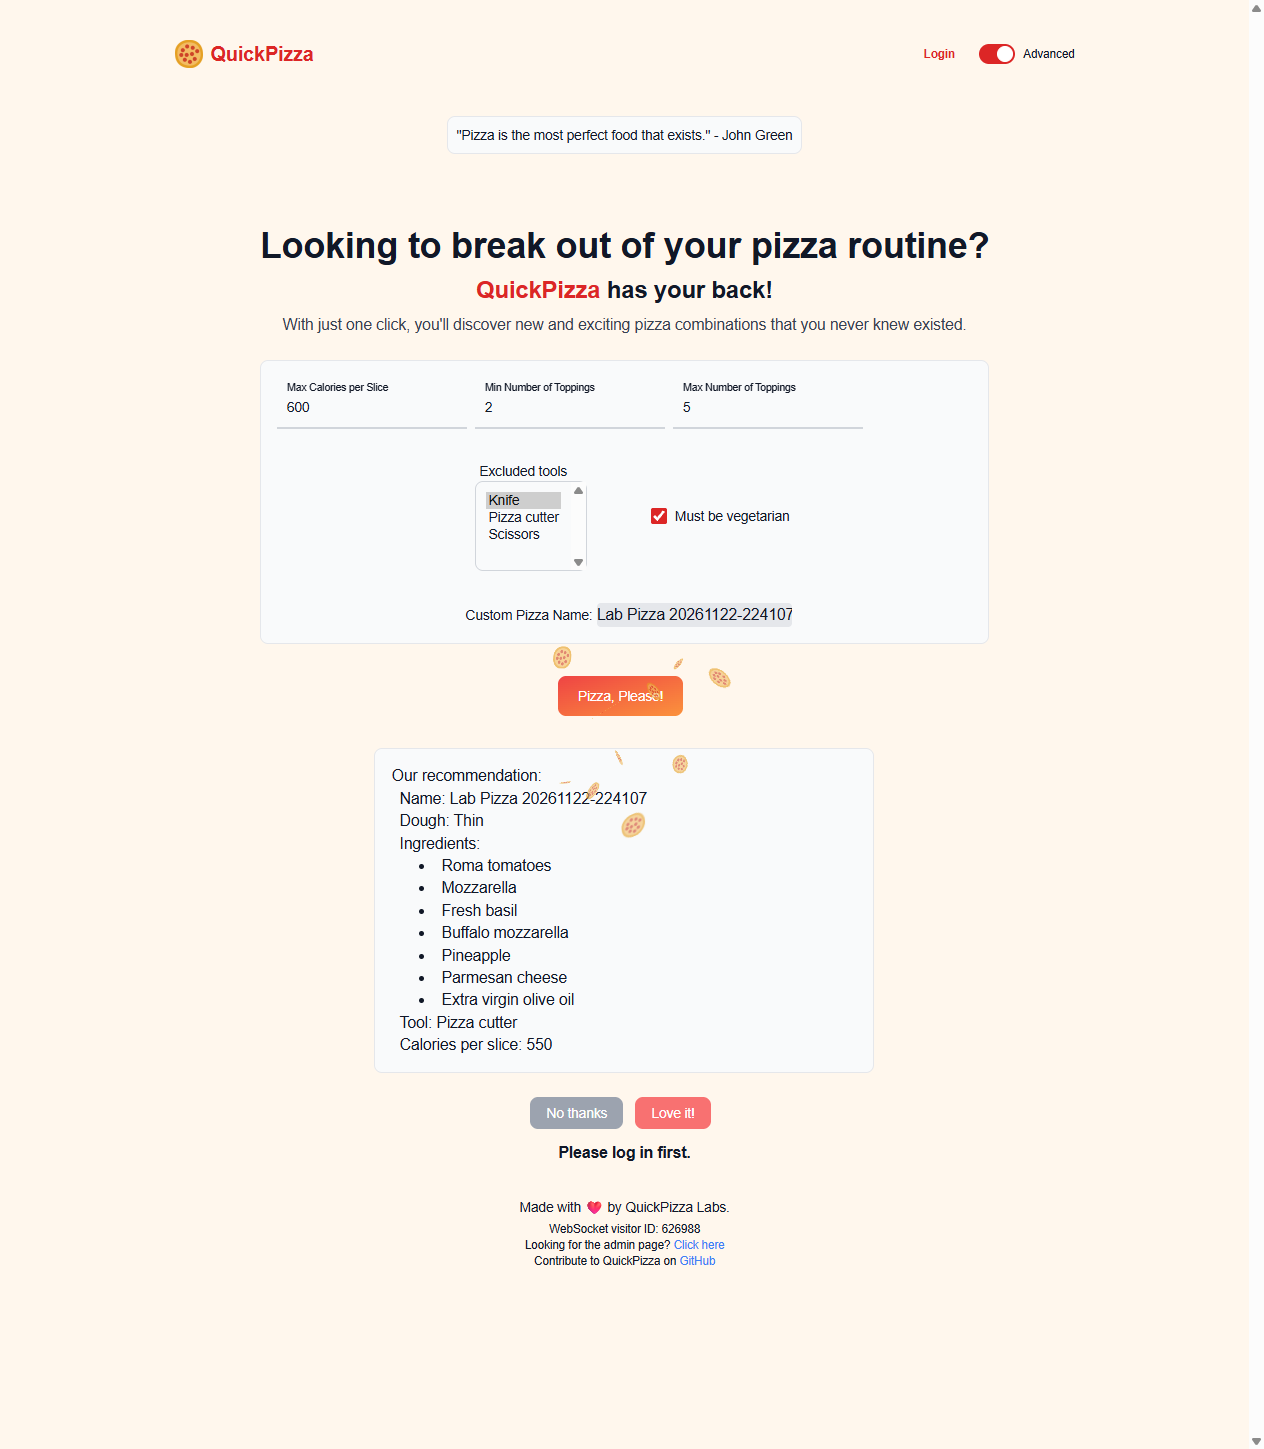 QuickPizza
Login
Advanced
"Pizza is the most perfect food that exists." - John Green
Looking to break out of your pizza routine?
QuickPizza has your back!
With just one click, you'll discover new and exciting pizza combinations that you never knew existed.
Max Calories per Slice
600
Min Number of Toppings
2
Max Number of Toppings
5
Excluded tools
Knife
Pizza cutter
Scissors
Must be vegetarian
Custom Pizza Name: Lab Pizza 20261122-224107
Pizza, Please!
Our recommendation:
Name: Lab Pizza 20261122-224107
Dough: Thin
Ingredients:
• Roma tomatoes
• Mozzarella
• Fresh basil
• Buffalo mozzarella
• Pineapple
• Parmesan cheese
• Extra virgin olive oil
Tool: Pizza cutter
Calories per slice: 550
No thanks
Love it!
Please log in first.
Made with ❤️ by QuickPizza Labs.
WebSocket visitor ID: 626988
Looking for the admin page? Click here
Contribute to QuickPizza on GitHub